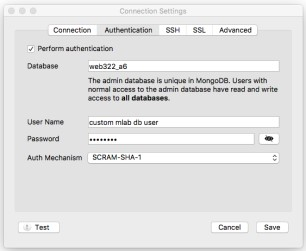 Connection Settings
Connection Authentication SSH SSL Advanced
Perform authentication
Database web322_a6
The admin database is unique in MongoDB. Users with
normal access to the admin database have read and write
access to all databases.
User Name custom mlab db user
Password ••••••••
Auth Mechanism SCRAM-SHA-1
Test Cancel Save